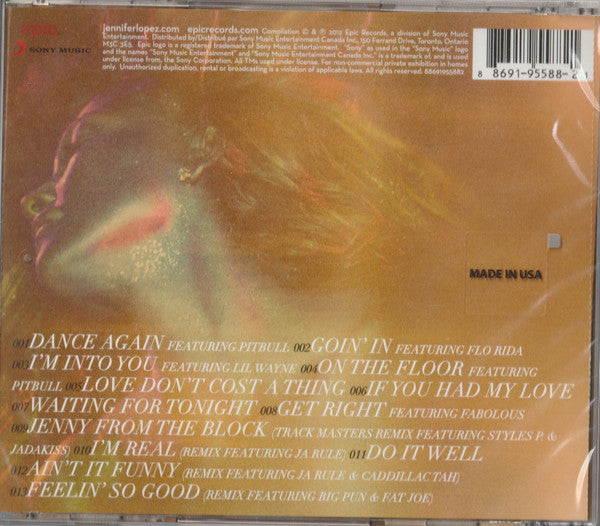 epic
SONY MUSIC
jenniferlopez.com epicrecords.com Compilation © & ℗ 2012 Epic Records, a division of Sony Music
Entertainment. Distributed by/Distribué par Sony Music Entertainment Canada Inc., 150 Ferrand Drive, Toronto, Ontario
M3C 3E5. Epic logo is a registered trademark of Sony Music Entertainment. "Sony" as used in the "Sony Music" logo
and the names "Sony Music Entertainment" and "Sony Music Entertainment Canada Inc." is a trademark of, and is used
under license from, the Sony Corporation. All TMs used under license. For non-commercial private exhibition in homes
only. Unauthorized duplication, rental or broadcasting is a violation of applicable laws. All rights reserved. 88691955882
8 8691-95588-2
MADE IN USA
001 DANCE AGAIN FEATURING PITBULL 002 GOIN' IN FEATURING FLO RIDA
003 I'M INTO YOU FEATURING LIL WAYNE 004 ON THE FLOOR FEATURING
PITBULL 005 LOVE DON'T COST A THING 006 IF YOU HAD MY LOVE
007 WAITING FOR TONIGHT 008 GET RIGHT FEATURING FABOLOUS
009 JENNY FROM THE BLOCK (TRACK MASTERS REMIX FEATURING STYLES P. &
JADAKISS) 010 I'M REAL (REMIX FEATURING JA RULE) 011 DO IT WELL
012 AIN'T IT FUNNY (REMIX FEATURING JA RULE & CADDILLAC TAH)
013 FEELIN' SO GOOD (REMIX FEATURING BIG PUN & FAT JOE)